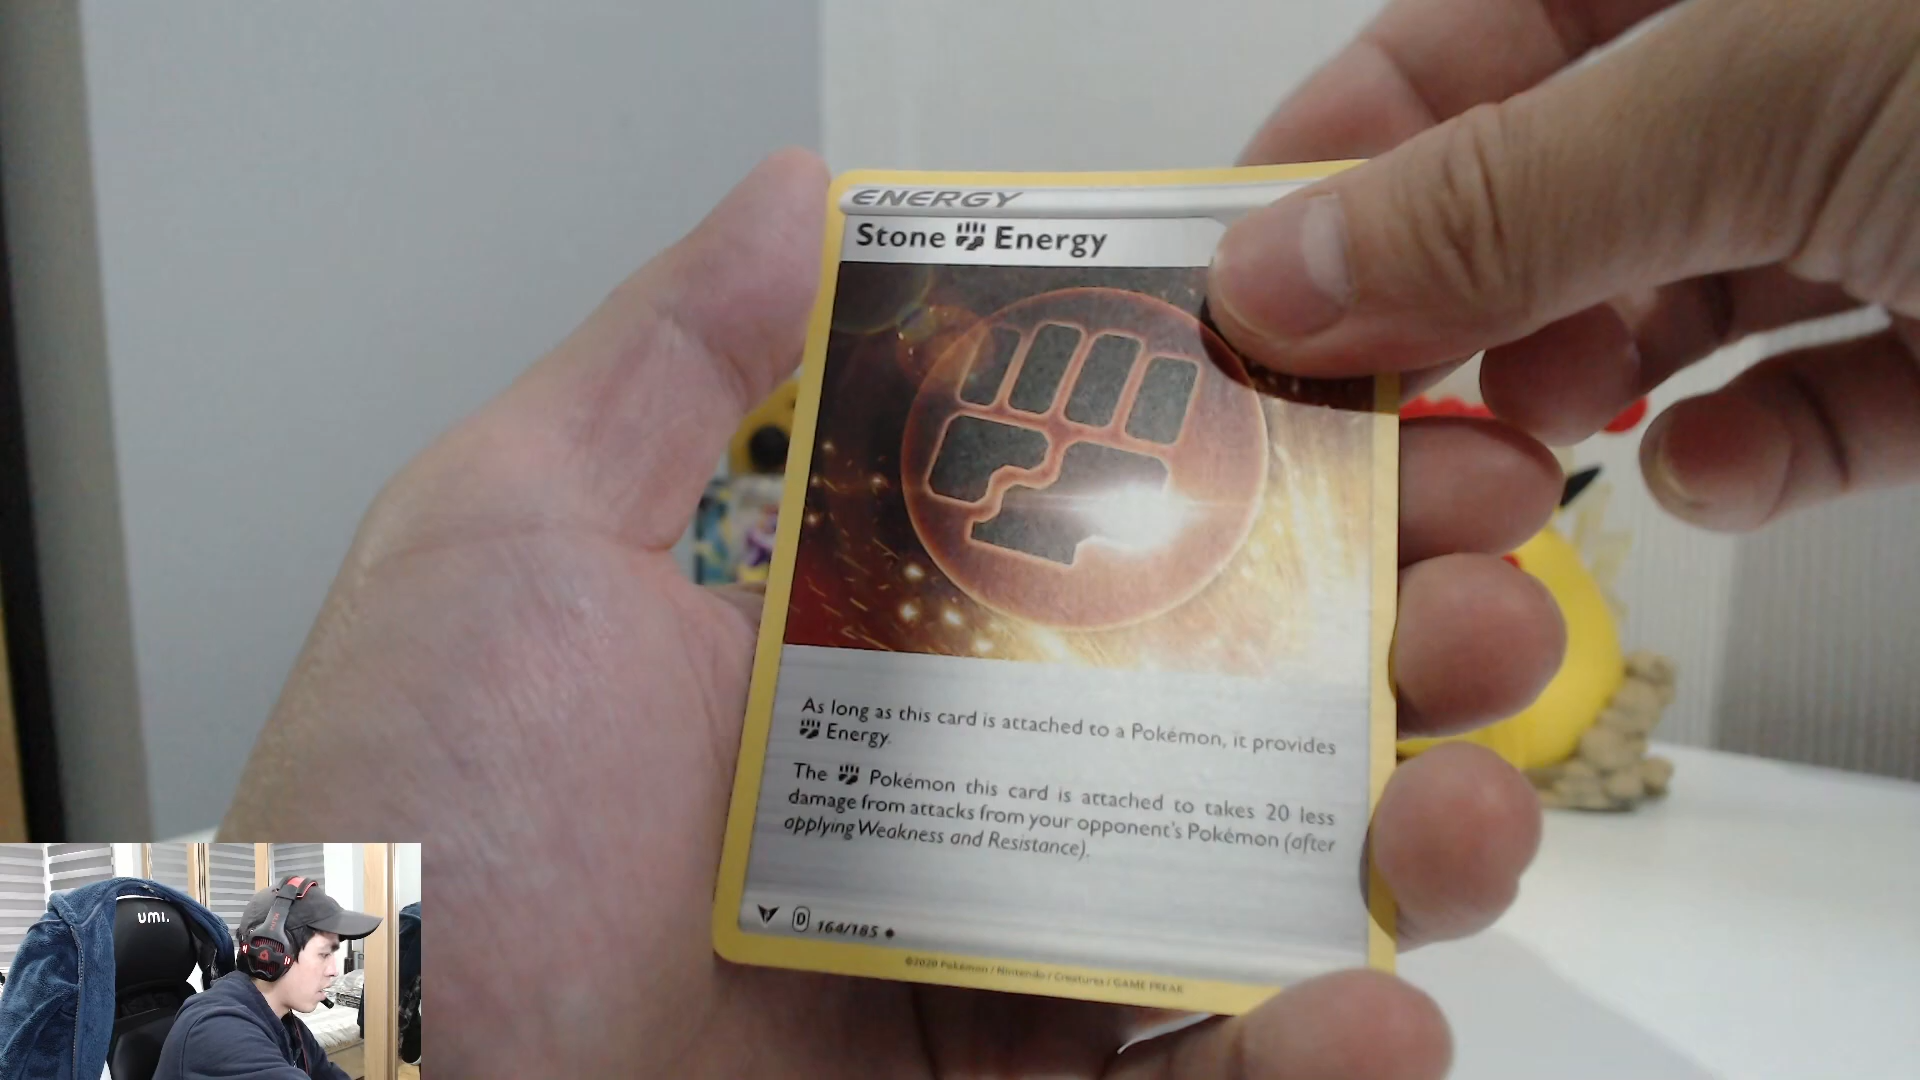 ENERGY
Stone Energy
As long as this card is attached to a Pokémon, it provides
Energy.
The Pokémon this card is attached to takes 20 less
damage from attacks from your opponent's Pokémon (after
applying Weakness and Resistance).
D 164/185
©2020 Pokémon / Nintendo / Creatures / GAME FREAK
umi.